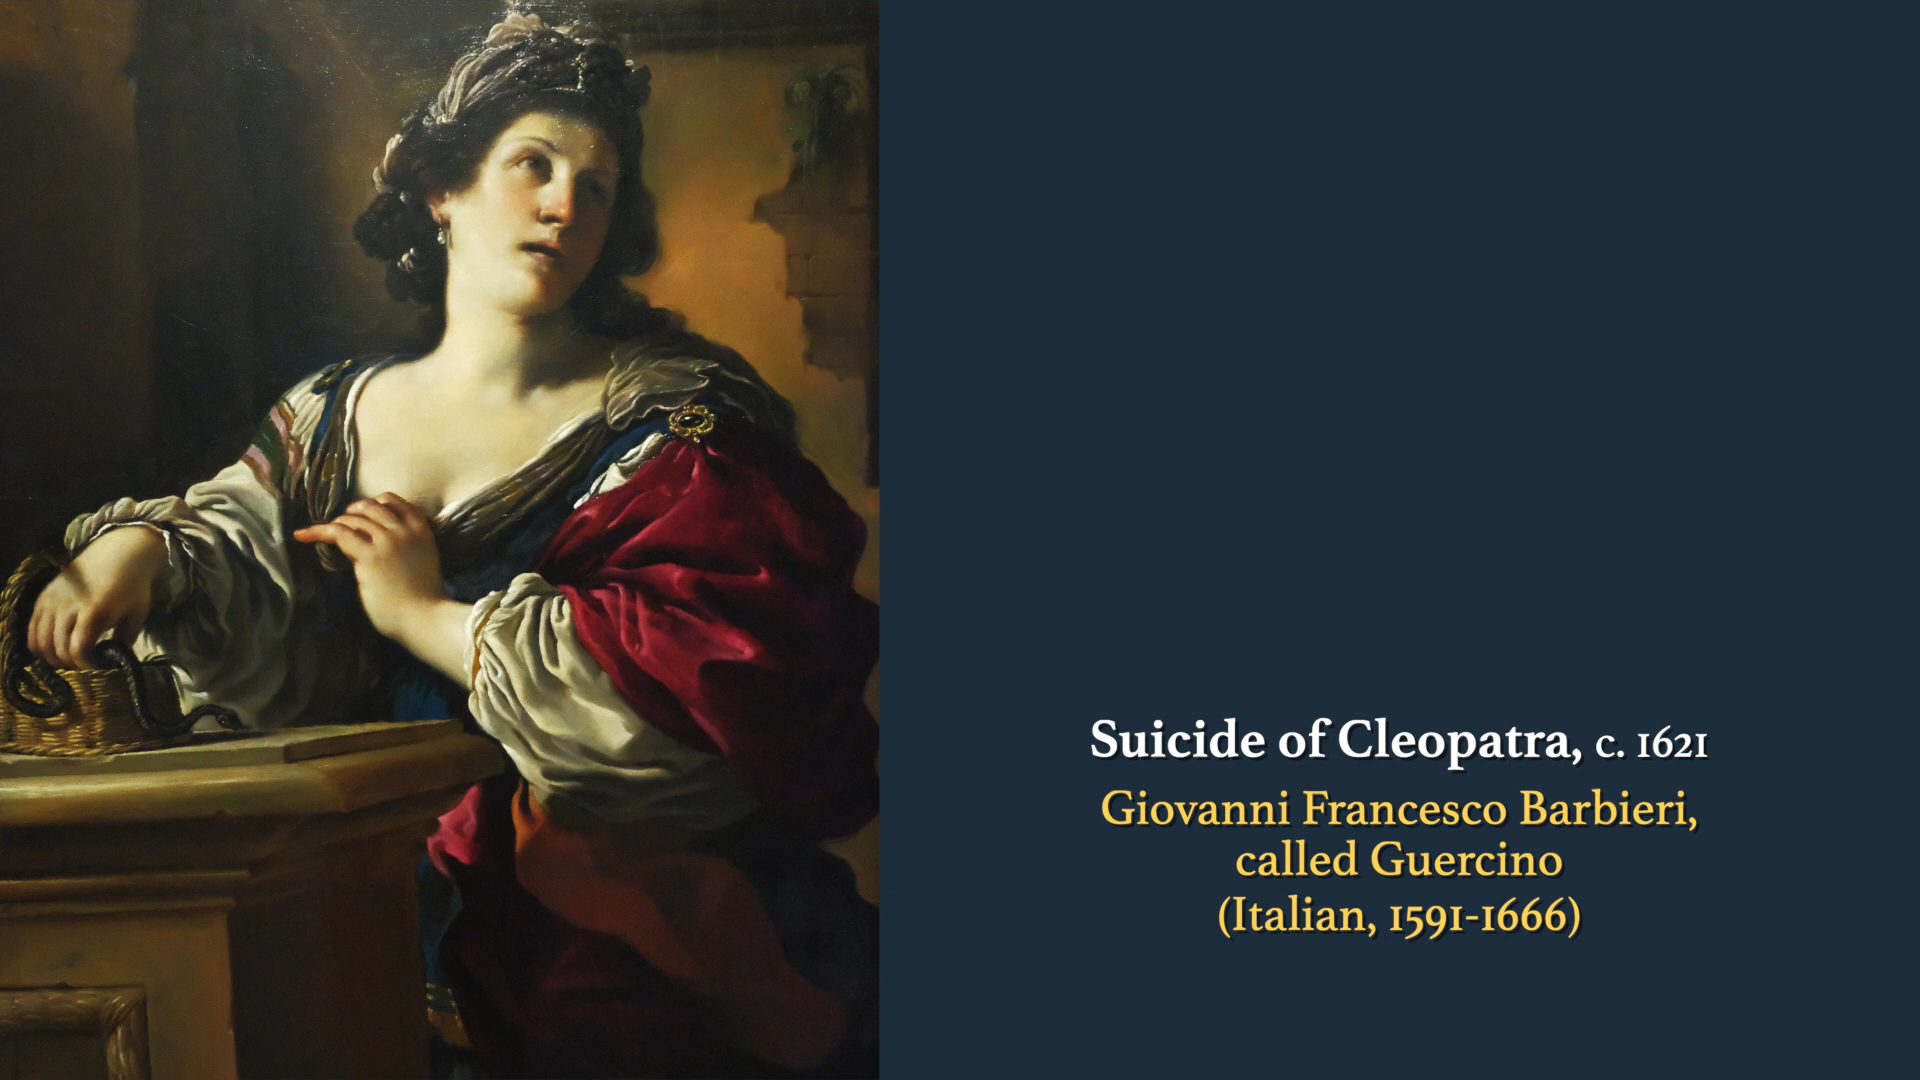 Suicide of Cleopatra, c. 1621
Giovanni Francesco Barbieri,
called Guercino
(Italian, 1591-1666)